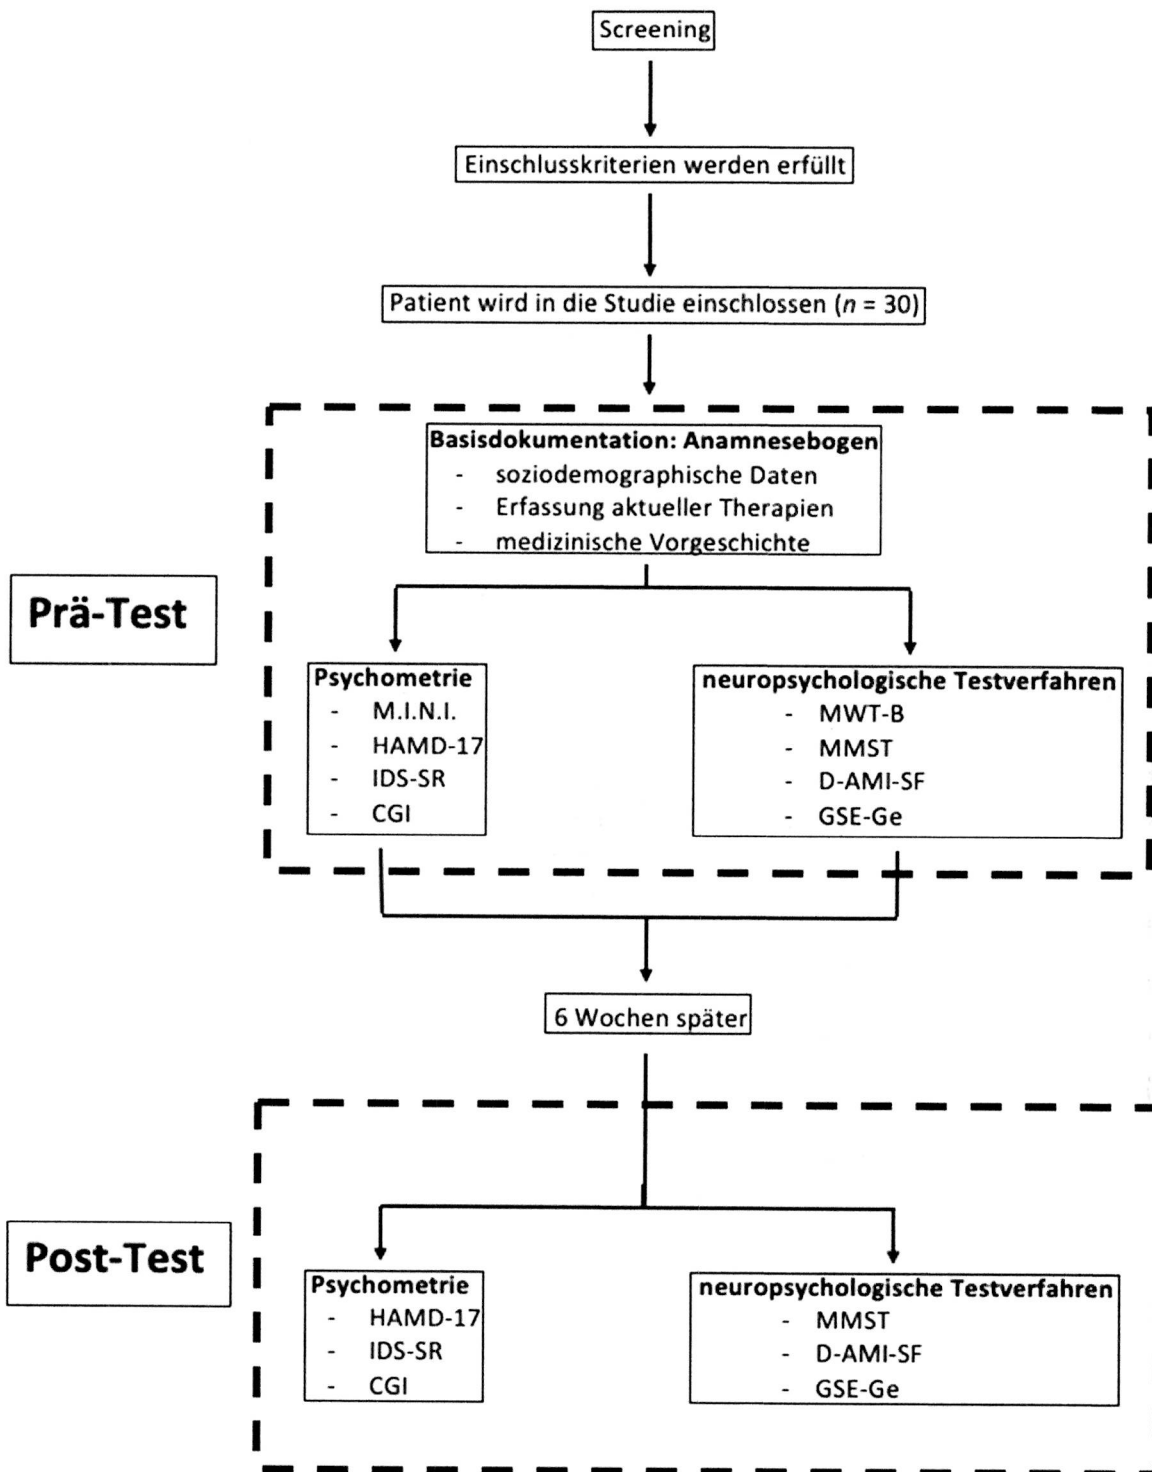 Screening
Einschlusskriterien werden erfüllt
Patient wird in die Studie einschlossen (n = 30)
Basisdokumentation: Anamnesebogen
- soziodemographische Daten
- Erfassung aktueller Therapien
- medizinische Vorgeschichte
Prä-Test
Psychometrie
- M.I.N.I.
- HAMD-17
- IDS-SR
- CGI
neuropsychologische Testverfahren
- MWT-B
- MMST
- D-AMI-SF
- GSE-Ge
6 Wochen später
Post-Test
Psychometrie
- HAMD-17
- IDS-SR
- CGI
neuropsychologische Testverfahren
- MMST
- D-AMI-SF
- GSE-Ge